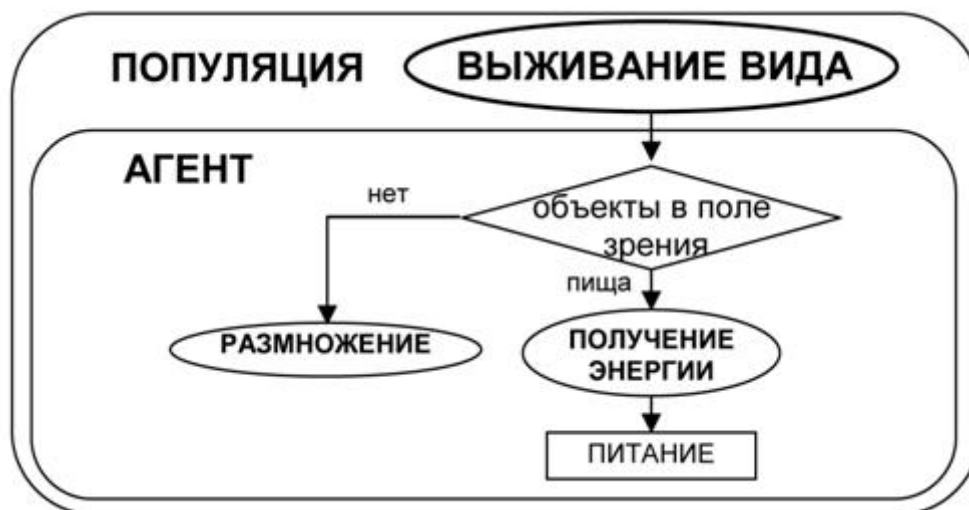 ПОПУЛЯЦИЯ
ВЫЖИВАНИЕ ВИДА
АГЕНТ
нет
объекты в поле
зрения
пища
РАЗМНОЖЕНИЕ
ПОЛУЧЕНИЕ
ЭНЕРГИИ
ПИТАНИЕ